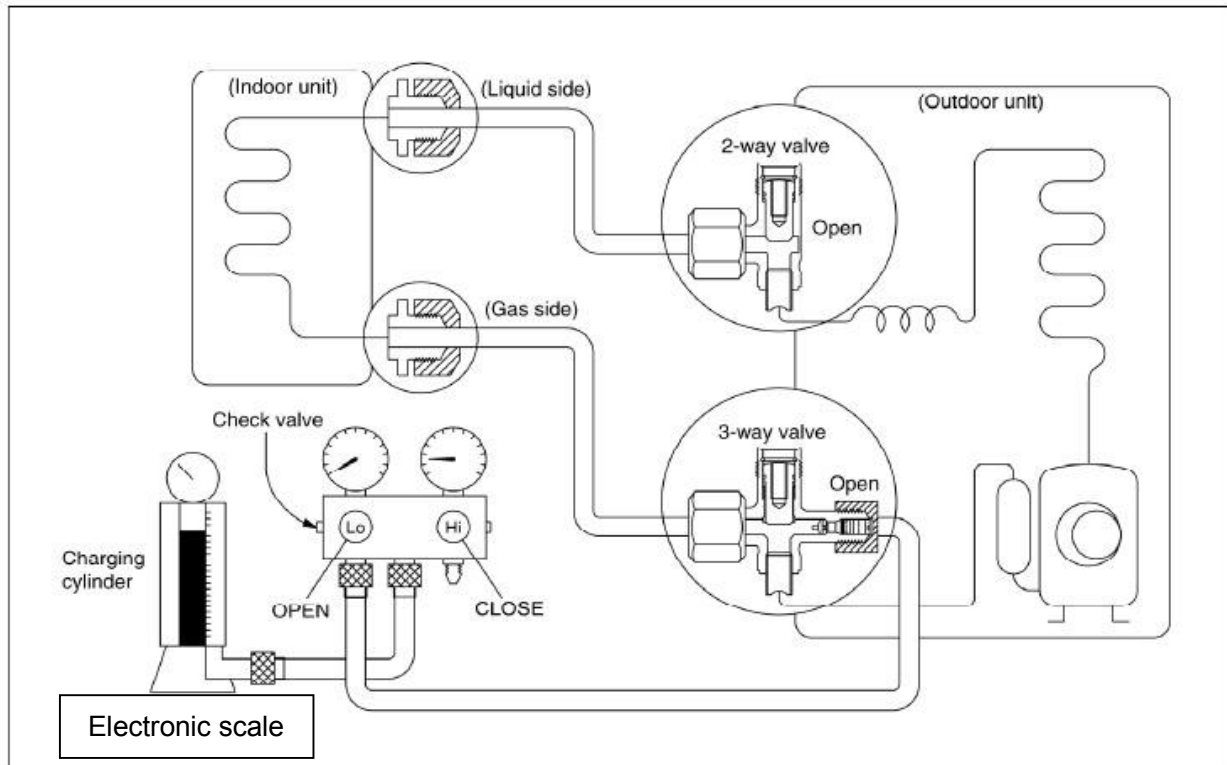 (Indoor unit)
(Liquid side)
(Outdoor unit)
2-way valve
Open
(Gas side)
Check valve
3-way valve
Open
Lo
Hi
Charging
cylinder
OPEN
CLOSE
Electronic scale